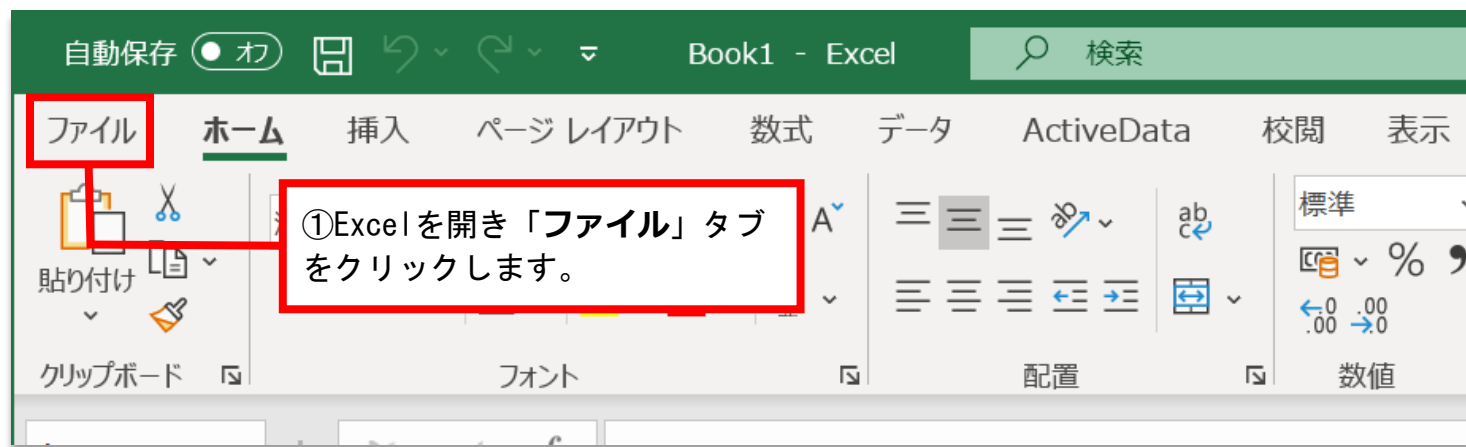 自動保存 オフ Book1 - Excel 検索
ファイル ホーム 挿入 ページ レイアウト 数式 データ ActiveData 校閲 表示
①Excelを開き「ファイル」タブ
をクリックします。
A
ab
c
標準
貼り付け
%
.00
.00
クリップボード フォント 配置 数値